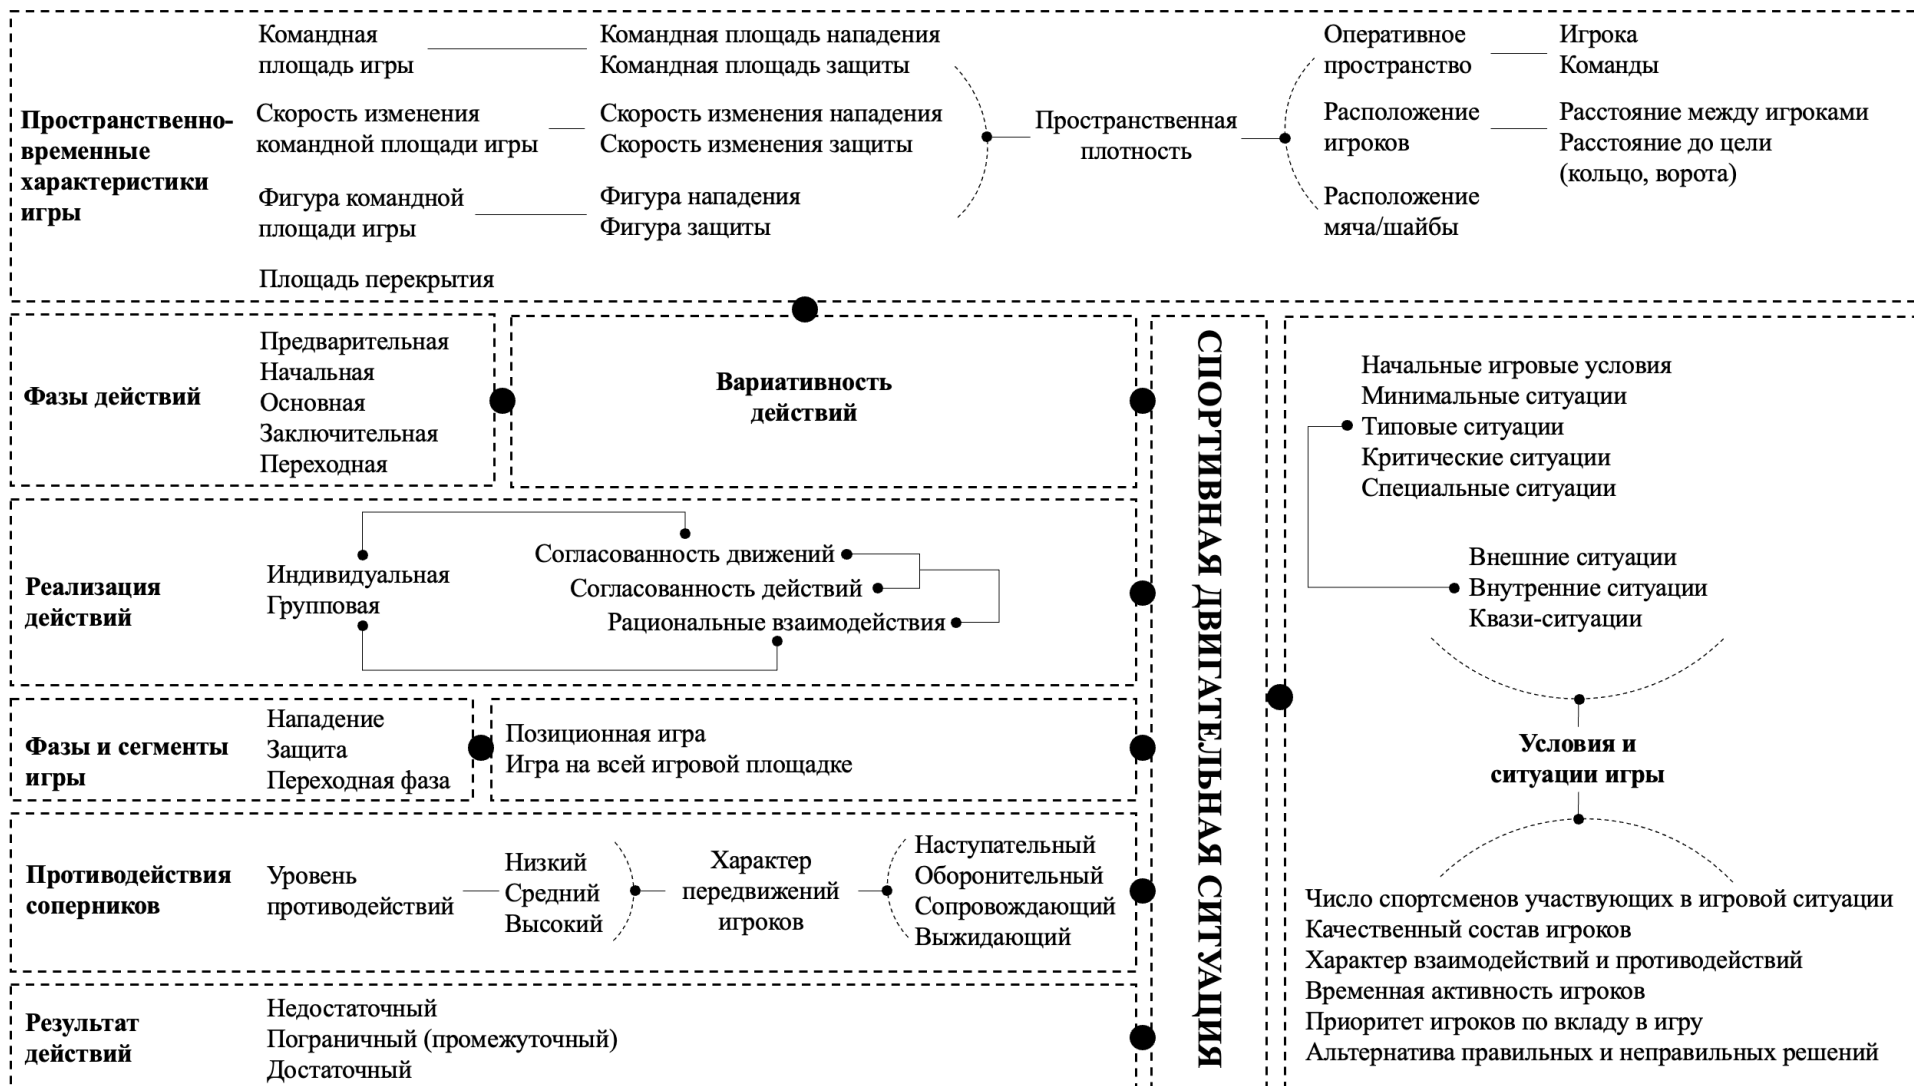 Пространственно-
временные
характеристики
игры
Командная
площадь игры
Командная площадь нападения
Командная площадь защиты
Скорость изменения
командной площади игры
Скорость изменения нападения
Скорость изменения защиты
Фигура командной
площади игры
Фигура нападения
Фигура защиты
Площадь перекрытия
Пространственная
плотность
Оперативное
пространство
Игрока
Команды
Расположение
игроков
Расстояние между игроками
Расстояние до цели
(кольцо, ворота)
Расположение
мяча/шайбы
Фазы действий
Предварительная
Начальная
Основная
Заключительная
Переходная
Вариативность
действий
Реализация
действий
Индивидуальная
Групповая
Согласованность движений
Согласованность действий
Рациональные взаимодействия
Фазы и сегменты
игры
Нападение
Защита
Переходная фаза
Позиционная игра
Игра на всей игровой площадке
Противодействия
соперников
Уровень
противодействий
Низкий
Средний
Высокий
Характер
передвижений
игроков
Наступательный
Оборонительный
Сопровождающий
Выжидающий
Результат
действий
Недостаточный
Пограничный (промежуточный)
Достаточный
СПОРТИВНАЯ ДВИГАТЕЛЬНАЯ СИТУАЦИЯ
Начальные игровые условия
Минимальные ситуации
Типовые ситуации
Критические ситуации
Специальные ситуации
Внешние ситуации
Внутренние ситуации
Квази-ситуации
Условия и
ситуации игры
Число спортсменов участвующих в игровой ситуации
Качественный состав игроков
Характер взаимодействий и противодействий
Временная активность игроков
Приоритет игроков по вкладу в игру
Альтернатива правильных и неправильных решений